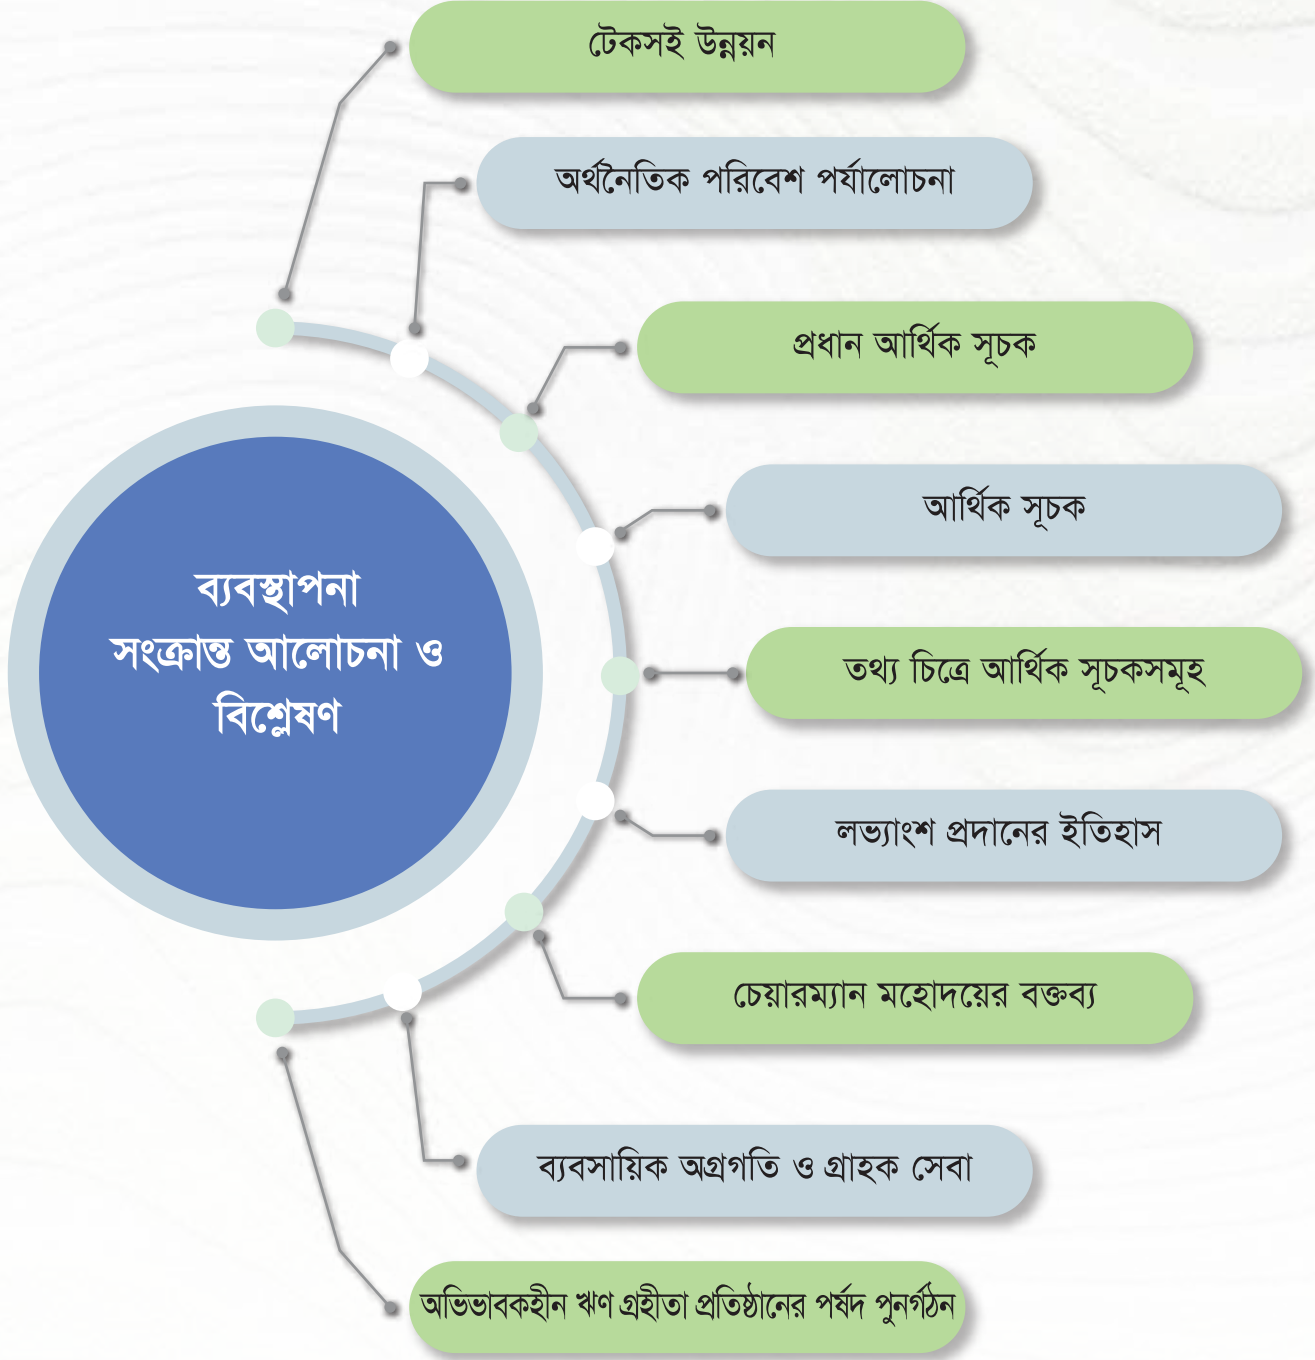 টেকসই উন্নয়ন
অর্থনৈতিক পরিবেশ পর্যালোচনা
প্রধান আর্থিক সূচক
আর্থিক সূচক
ব্যবস্থাপনা
সংক্রান্ত আলোচনা ও
বিশ্লেষণ
তথ্য চিত্রে আর্থিক সূচকসমূহ
লভ্যাংশ প্রদানের ইতিহাস
চেয়ারম্যান মহোদয়ের বক্তব্য
ব্যবসায়িক অগ্রগতি ও গ্রাহক সেবা
অভিভাবকহীন ঋণ গ্রহীতা প্রতিষ্ঠানের পর্ষদ পুনর্গঠন